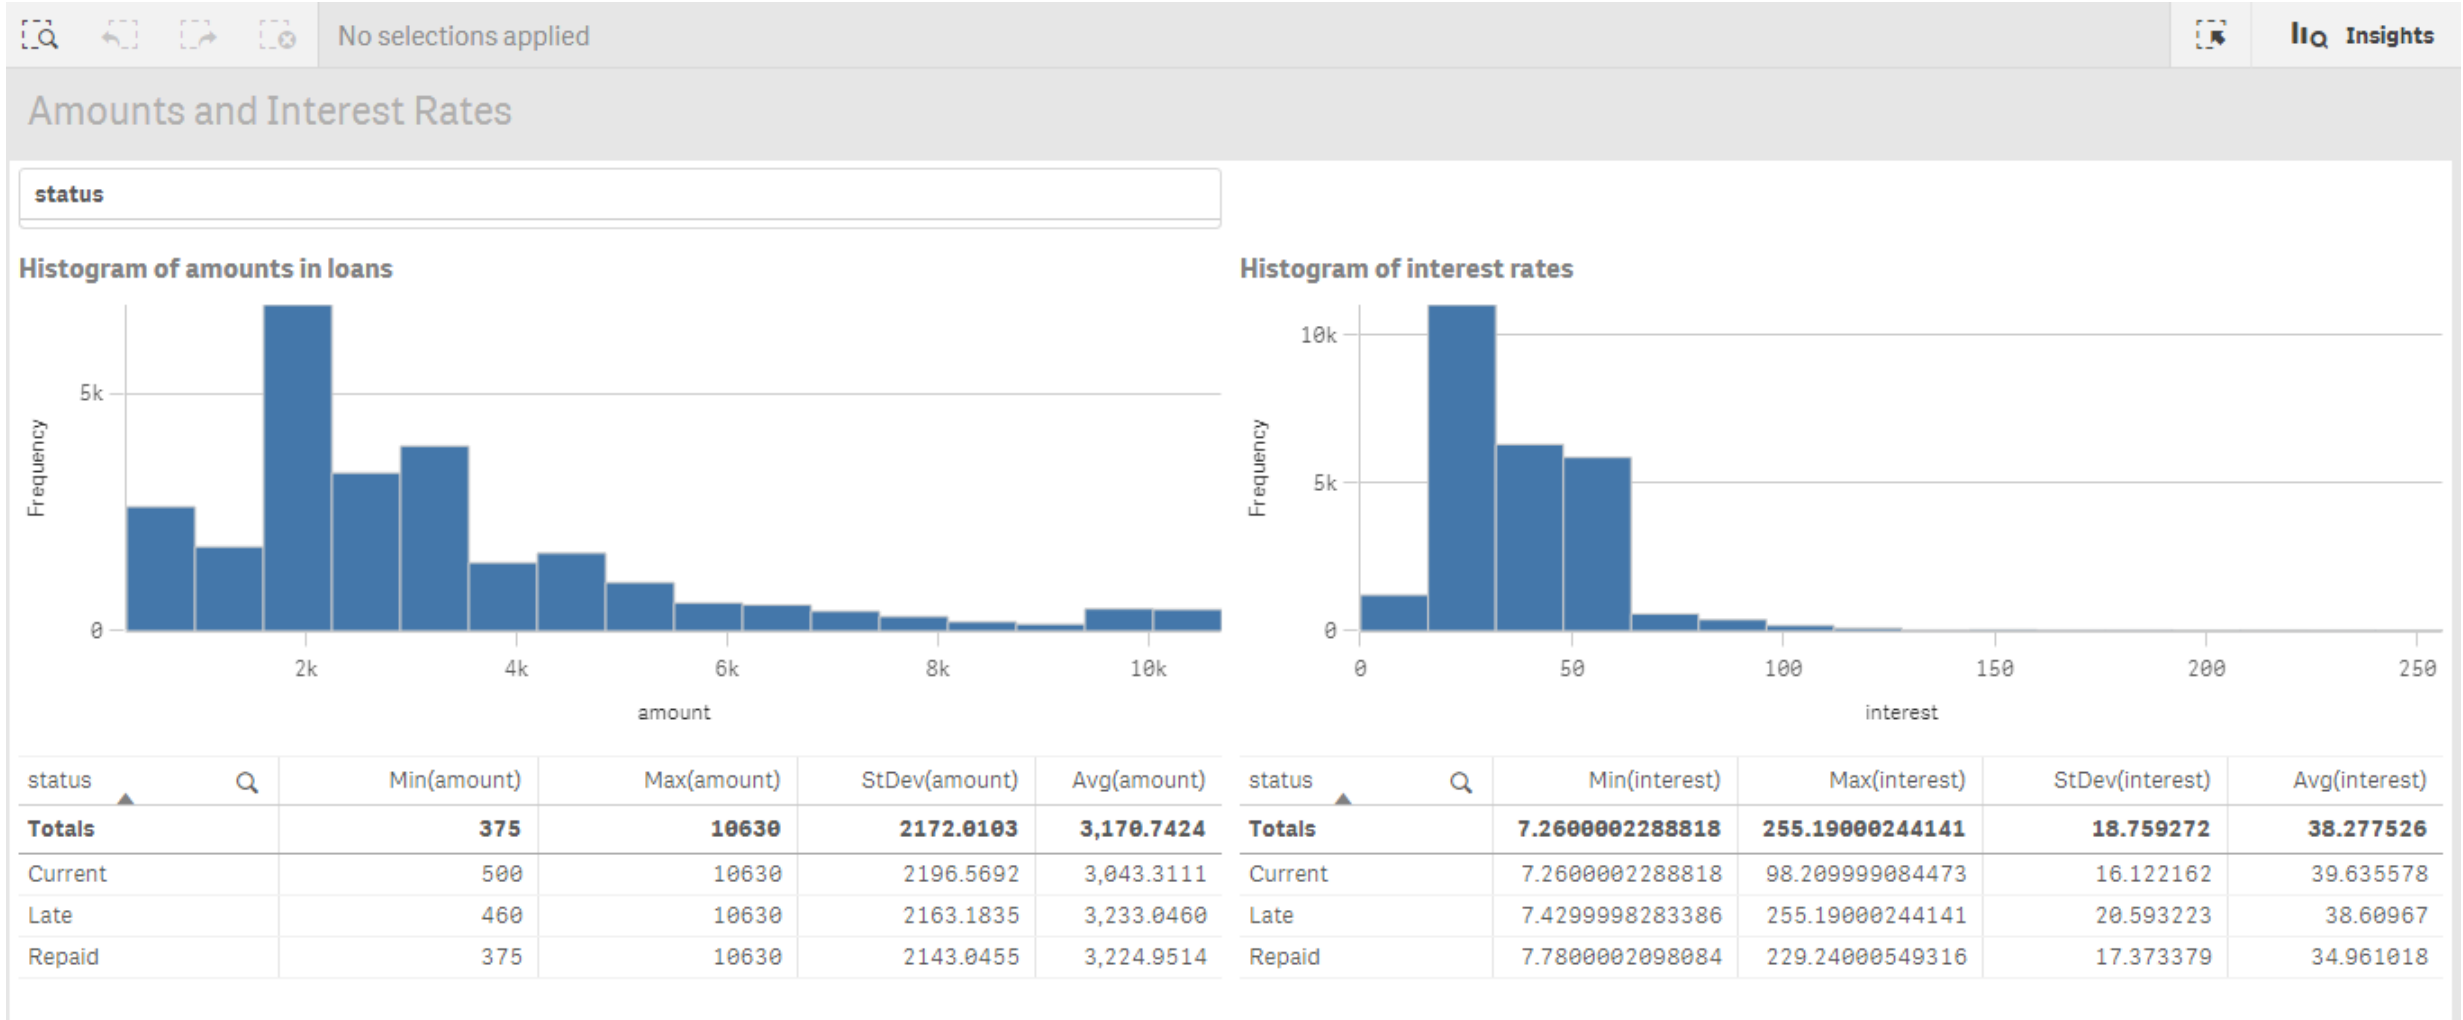 No selections applied
Insights
Amounts and Interest Rates
status
Histogram of amounts in loans
5k
0
Frequency
2k 4k 6k 8k 10k
amount
Histogram of interest rates
10k
5k
0
Frequency
0 50 100 150 200 250
interest
status Min(amount) Max(amount) StDev(amount) Avg(amount)
Totals 375 10630 2172.0103 3,170.7424
Current 500 10630 2196.5692 3,043.3111
Late 460 10630 2163.1835 3,233.0460
Repaid 375 10630 2143.0455 3,224.9514
status Min(interest) Max(interest) StDev(interest) Avg(interest)
Totals 7.2600002288818 255.19000244141 18.759272 38.277526
Current 7.2600002288818 98.209999084473 16.122162 39.635578
Late 7.4299998283386 255.19000244141 20.593223 38.60967
Repaid 7.7800002098084 229.24000549316 17.373379 34.961018